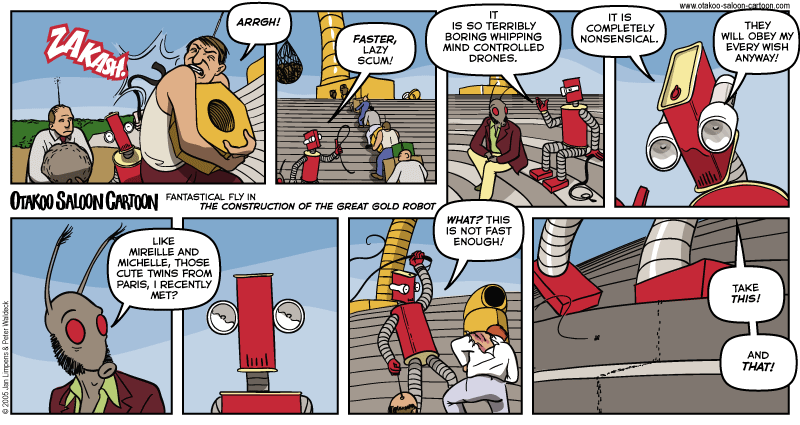 www.otakoo-saloon-cartoon.com
ZAKASH!
ARRGH!
FASTER,
LAZY
SCUM!
IT
IS SO TERRIBLY
BORING WHIPPING
MIND CONTROLLED
DRONES.
IT IS
COMPLETELY
NONSENSICAL.
THEY
WILL OBEY MY
EVERY WISH
ANYWAY!
OTAKOO SALOON CARTOON
FANTASTICAL FLY IN
THE CONSTRUCTION OF THE GREAT GOLD ROBOT
LIKE
MIREILLE AND
MICHELLE, THOSE
CUTE TWINS FROM
PARIS, I RECENTLY
MET?
WHAT? THIS
IS NOT FAST
ENOUGH!
TAKE
THIS!
AND
THAT!
© 2005 Jan Limpens & Peter Waldeck